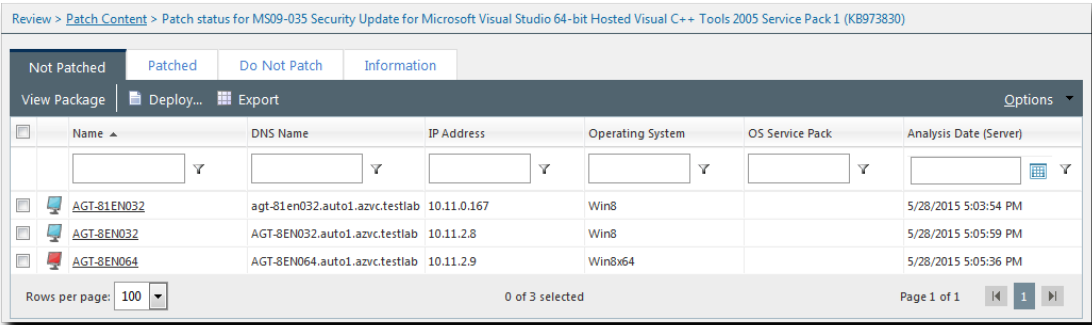 Review > Patch Content > Patch status for MS09-035 Security Update for Microsoft Visual Studio 64-bit Hosted Visual C++ Tools 2005 Service Pack 1 (KB973830)
Not Patched Patched Do Not Patch Information
View Package Deploy... Export Options
Name DNS Name IP Address Operating System OS Service Pack Analysis Date (Server)
AGT-81EN032 agt-81en032.auto1.azvc.testlab 10.11.0.167 Win8 5/28/2015 5:03:54 PM
AGT-8EN032 AGT-8EN032.auto1.azvc.testlab 10.11.2.8 Win8 5/28/2015 5:05:59 PM
AGT-8EN064 AGT-8EN064.auto1.azvc.testlab 10.11.2.9 Win8x64 5/28/2015 5:05:36 PM
Rows per page: 100 0 of 3 selected Page 1 of 1 1